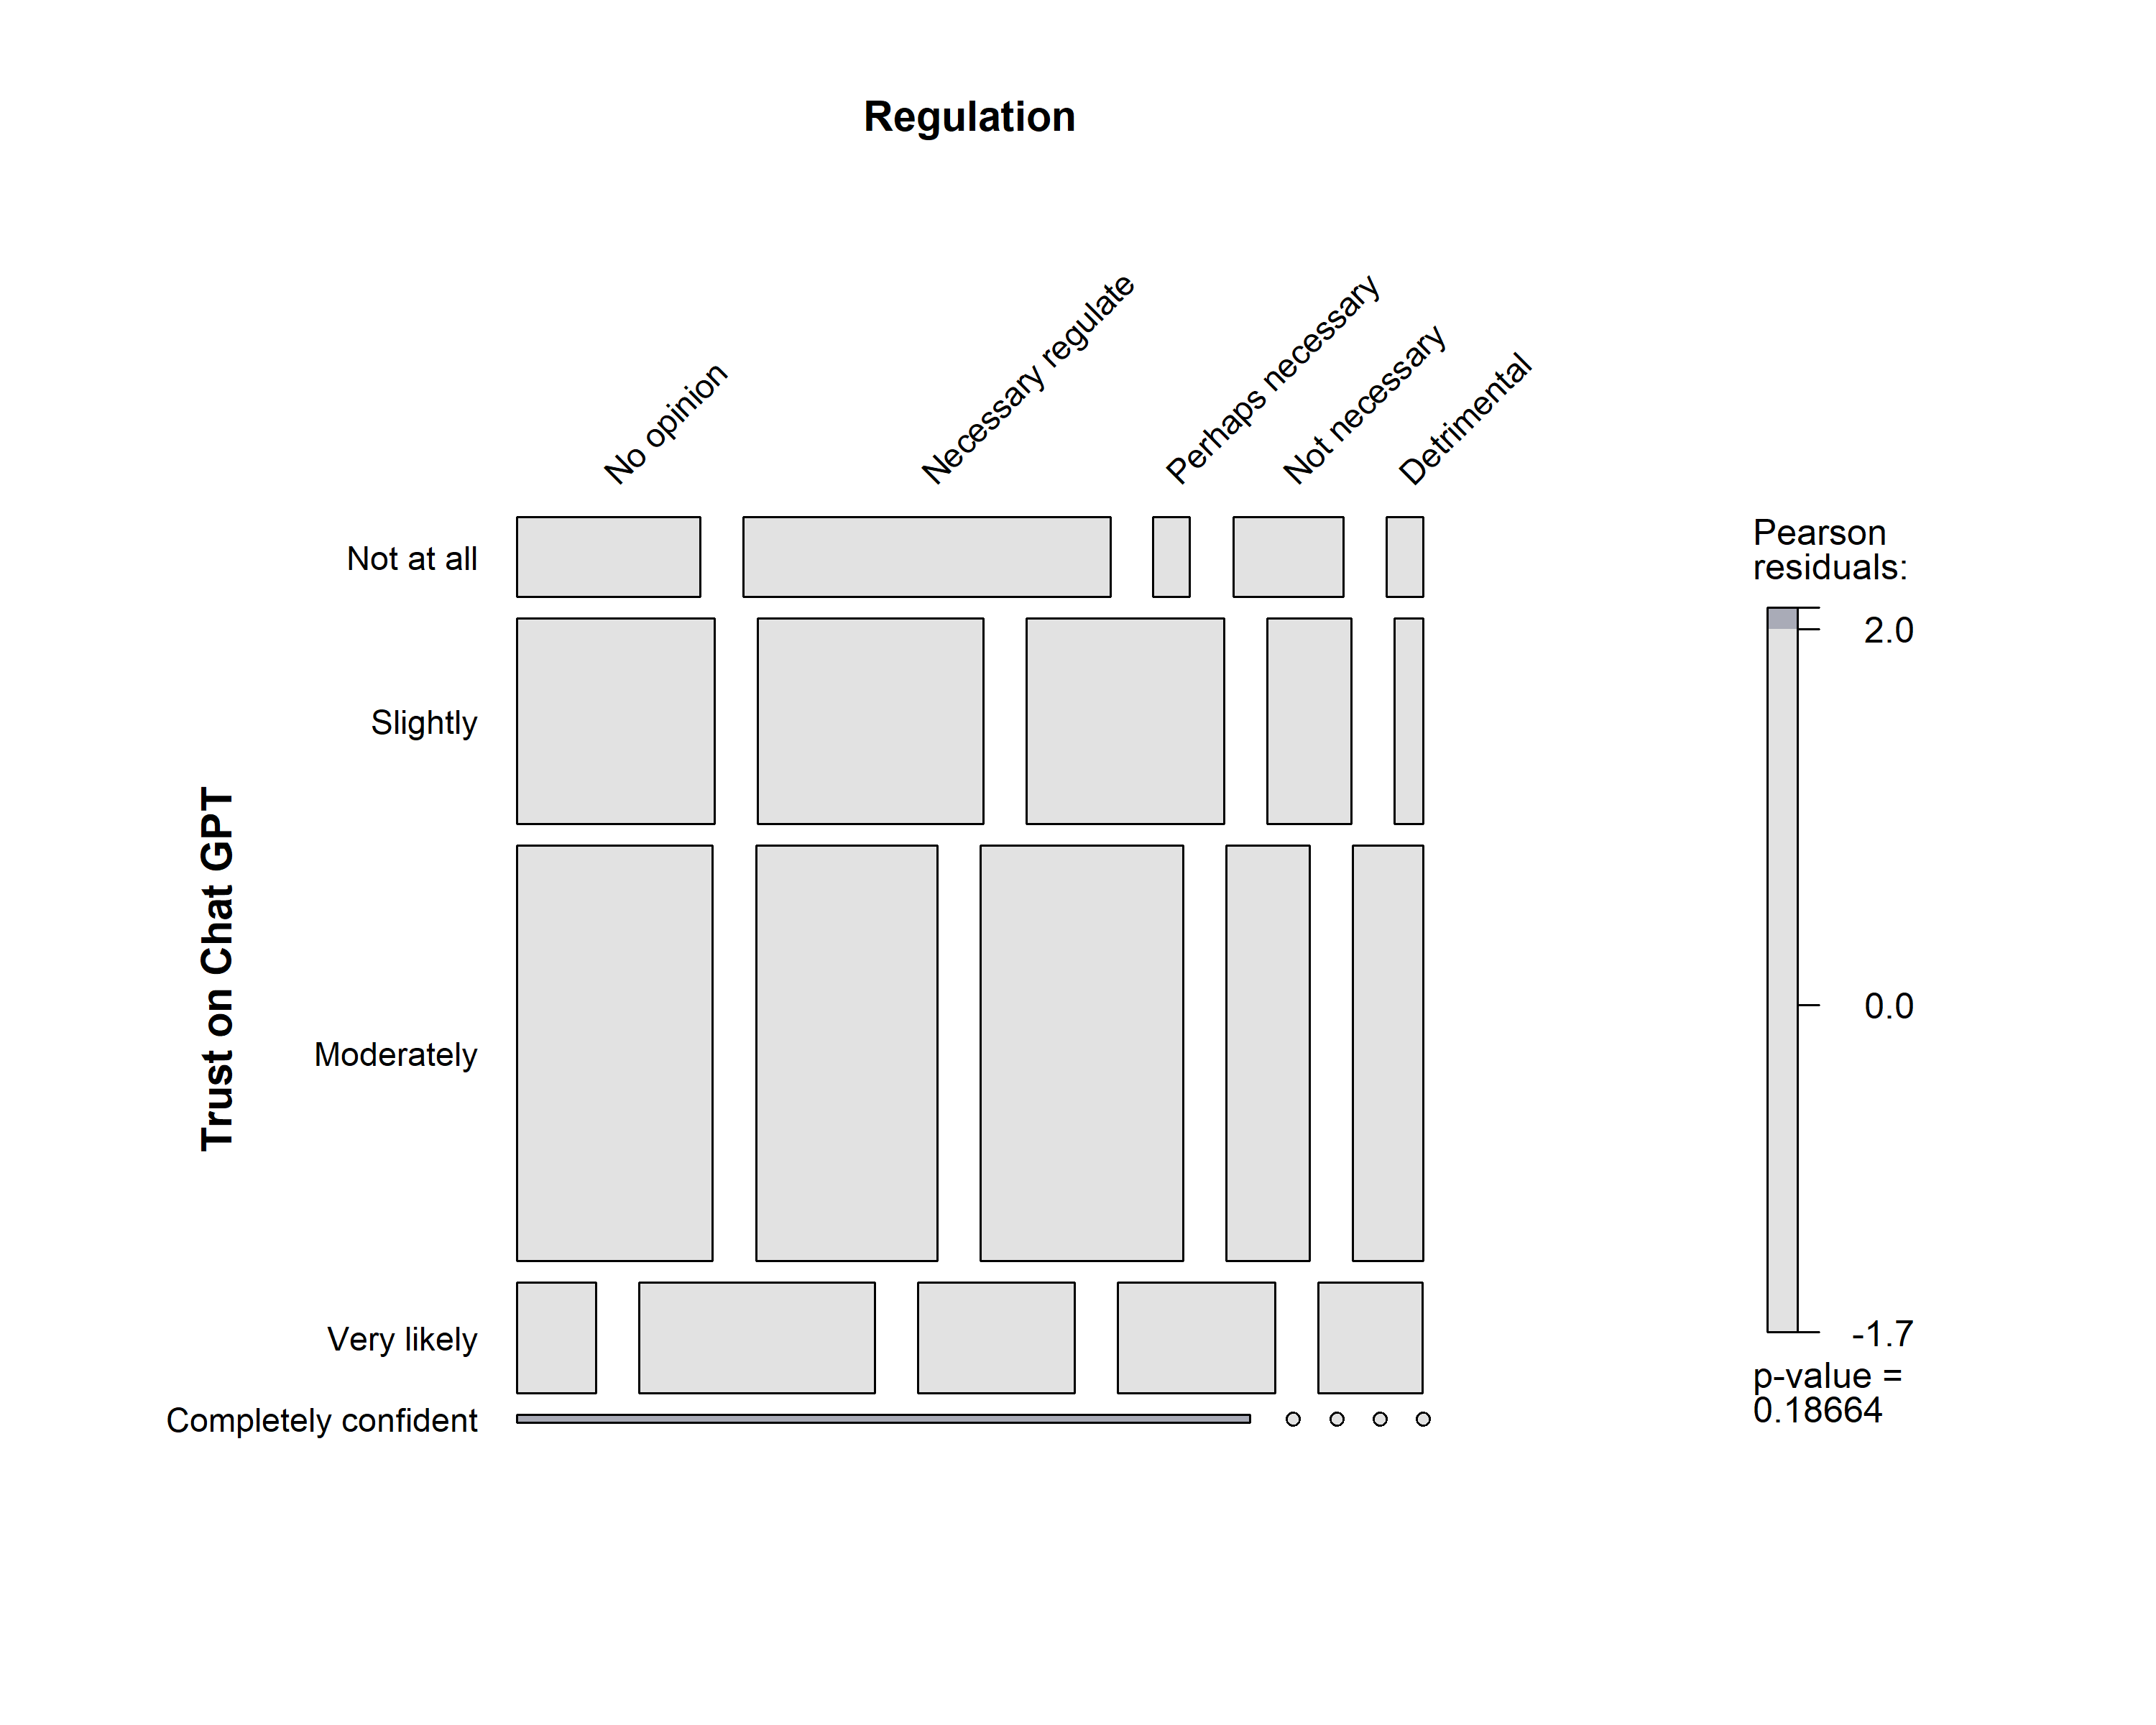 Regulation
No opinion
Necessary regulate
Perhaps necessary
Not necessary
Detrimental
Trust on Chat GPT
Not at all
Slightly
Moderately
Very likely
Completely confident
Pearson
residuals:
2.0
0.0
-1.7
p-value =
0.18664